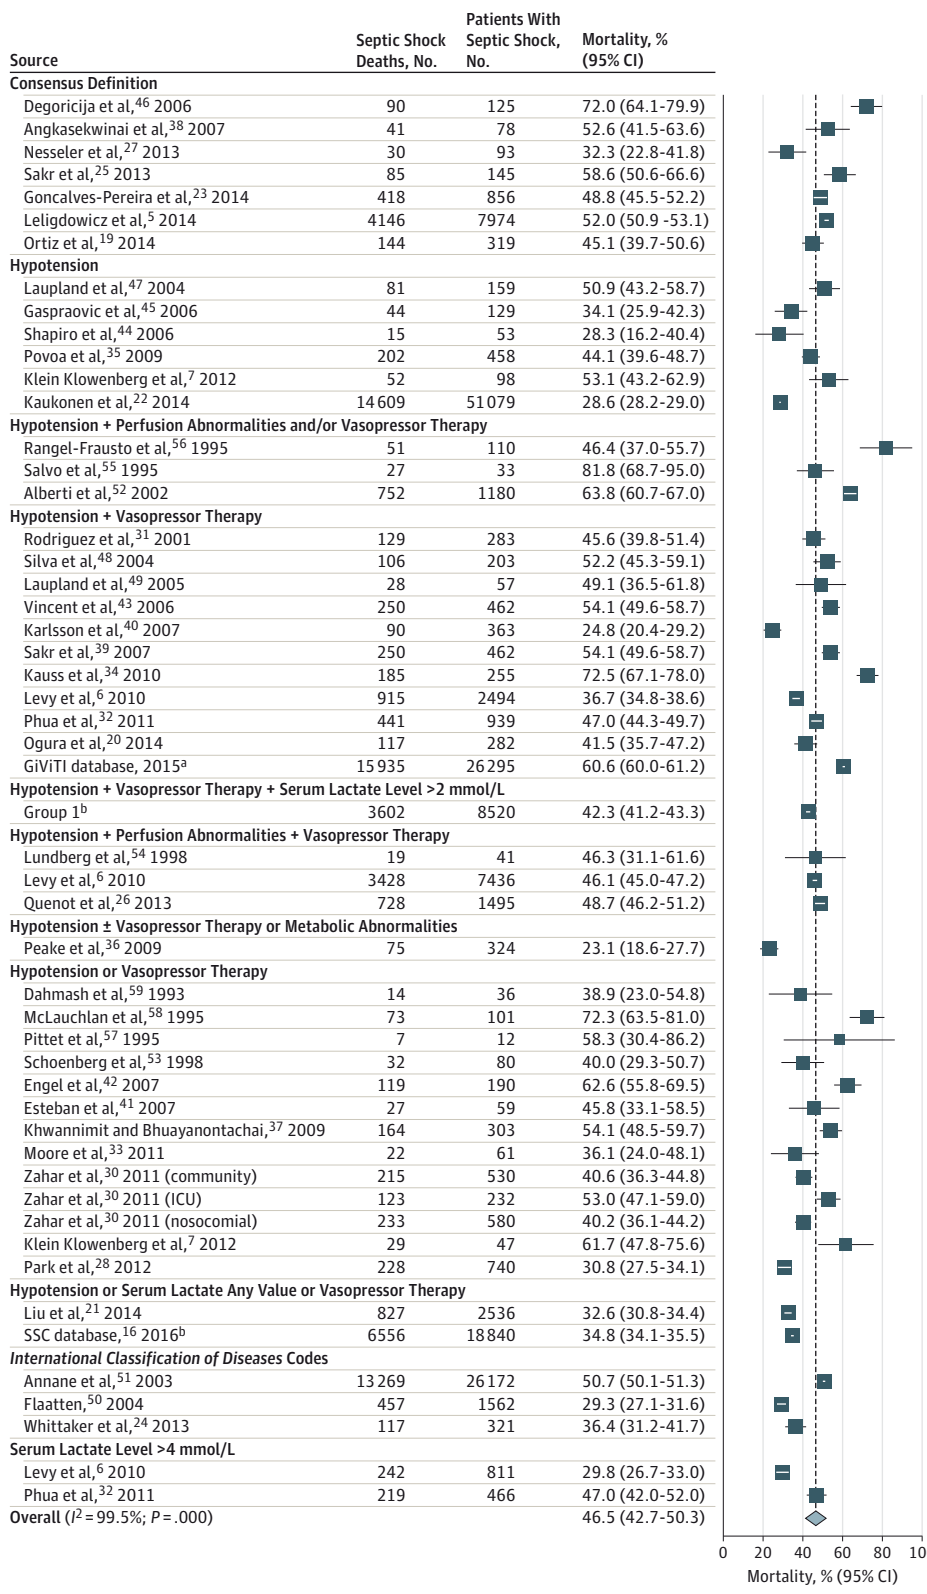 Source Septic Shock Deaths, No. Patients With Septic Shock, No. Mortality, % (95% CI)
Consensus Definition
Degoricija et al,46 2006 90 125 72.0 (64.1-79.9)
Angkasekwinai et al,38 2007 41 78 52.6 (41.5-63.6)
Nesseler et al,27 2013 30 93 32.3 (22.8-41.8)
Sakr et al,25 2013 85 145 58.6 (50.6-66.6)
Goncalves-Pereira et al,23 2014 418 856 48.8 (45.5-52.2)
Leligdowicz et al,5 2014 4146 7974 52.0 (50.9 -53.1)
Ortiz et al,19 2014 144 319 45.1 (39.7-50.6)
Hypotension
Laupland et al,47 2004 81 159 50.9 (43.2-58.7)
Gaspraovic et al,45 2006 44 129 34.1 (25.9-42.3)
Shapiro et al,44 2006 15 53 28.3 (16.2-40.4)
Povoa et al,35 2009 202 458 44.1 (39.6-48.7)
Klein Klowenberg et al,7 2012 52 98 53.1 (43.2-62.9)
Kaukonen et al,22 2014 14 609 51 079 28.6 (28.2-29.0)
Hypotension + Perfusion Abnormalities and/or Vasopressor Therapy
Rangel-Frausto et al,56 1995 51 110 46.4 (37.0-55.7)
Salvo et al,55 1995 27 33 81.8 (68.7-95.0)
Alberti et al,52 2002 752 1180 63.8 (60.7-67.0)
Hypotension + Vasopressor Therapy
Rodriguez et al,31 2001 129 283 45.6 (39.8-51.4)
Silva et al,48 2004 106 203 52.2 (45.3-59.1)
Laupland et al,49 2005 28 57 49.1 (36.5-61.8)
Vincent et al,43 2006 250 462 54.1 (49.6-58.7)
Karlsson et al,40 2007 90 363 24.8 (20.4-29.2)
Sakr et al,39 2007 250 462 54.1 (49.6-58.7)
Kauss et al,34 2010 185 255 72.5 (67.1-78.0)
Levy et al,6 2010 915 2494 36.7 (34.8-38.6)
Phua et al,32 2011 441 939 47.0 (44.3-49.7)
Ogura et al,20 2014 117 282 41.5 (35.7-47.2)
GiViTI database, 2015a 15 935 26 295 60.6 (60.0-61.2)
Hypotension + Vasopressor Therapy + Serum Lactate Level >2 mmol/L
Group 1b 3602 8520 42.3 (41.2-43.3)
Hypotension + Perfusion Abnormalities + Vasopressor Therapy
Lundberg et al,54 1998 19 41 46.3 (31.1-61.6)
Levy et al,6 2010 3428 7436 46.1 (45.0-47.2)
Quenot et al,26 2013 728 1495 48.7 (46.2-51.2)
Hypotension ± Vasopressor Therapy or Metabolic Abnormalities
Peake et al,36 2009 75 324 23.1 (18.6-27.7)
Hypotension or Vasopressor Therapy
Dahmash et al,59 1993 14 36 38.9 (23.0-54.8)
McLauchlan et al,58 1995 73 101 72.3 (63.5-81.0)
Pittet et al,57 1995 7 12 58.3 (30.4-86.2)
Schoenberg et al,53 1998 32 80 40.0 (29.3-50.7)
Engel et al,42 2007 119 190 62.6 (55.8-69.5)
Esteban et al,41 2007 27 59 45.8 (33.1-58.5)
Khwannimit and Bhuayanontachai,37 2009 164 303 54.1 (48.5-59.7)
Moore et al,33 2011 22 61 36.1 (24.0-48.1)
Zahar et al,30 2011 (community) 215 530 40.6 (36.3-44.8)
Zahar et al,30 2011 (ICU) 123 232 53.0 (47.1-59.0)
Zahar et al,30 2011 (nosocomial) 233 580 40.2 (36.1-44.2)
Klein Klowenberg et al,7 2012 29 47 61.7 (47.8-75.6)
Park et al,28 2012 228 740 30.8 (27.5-34.1)
Hypotension or Serum Lactate Any Value or Vasopressor Therapy
Liu et al,21 2014 827 2536 32.6 (30.8-34.4)
SSC database,16 2016b 6556 18 840 34.8 (34.1-35.5)
International Classification of Diseases Codes
Annane et al,51 2003 13 269 26 172 50.7 (50.1-51.3)
Flaatten,50 2004 457 1562 29.3 (27.1-31.6)
Whittaker et al,24 2013 117 321 36.4 (31.2-41.7)
Serum Lactate Level >4 mmol/L
Levy et al,6 2010 242 811 29.8 (26.7-33.0)
Phua et al,32 2011 219 466 47.0 (42.0-52.0)
Overall (I2 = 99.5%; P = .000) 46.5 (42.7-50.3)
0 20 40 60 80 10
Mortality, % (95% CI)